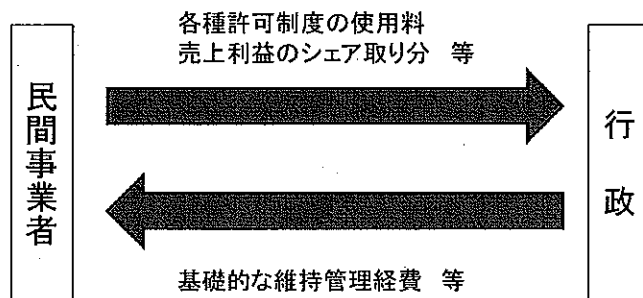 各種許可制度の使用料
売上利益のシェア取り分 等
民間事業者
行政
基礎的な維持管理経費 等